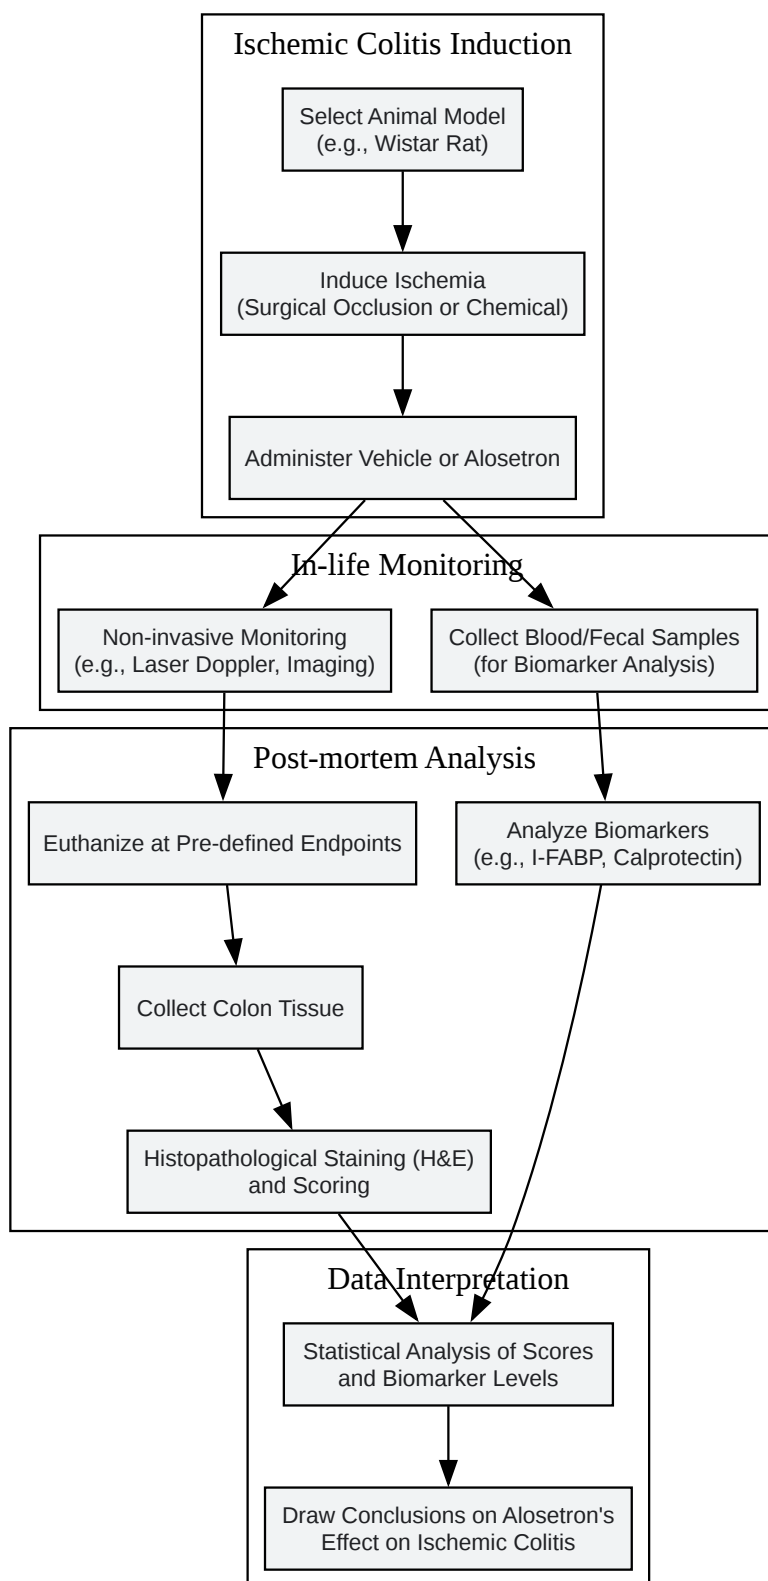 Ischemic Colitis Induction
Select Animal Model
(e.g., Wistar Rat)
Induce Ischemia
(Surgical Occlusion or Chemical)
Administer Vehicle or Alosetron
In-life Monitoring
Non-invasive Monitoring
(e.g., Laser Doppler, Imaging)
Collect Blood/Fecal Samples
(for Biomarker Analysis)
Post-mortem Analysis
Euthanize at Pre-defined Endpoints
Analyze Biomarkers
(e.g., I-FABP, Calprotectin)
Collect Colon Tissue
Histopathological Staining (H&E)
and Scoring
Data Interpretation
Statistical Analysis of Scores
and Biomarker Levels
Draw Conclusions on Alosetron's
Effect on Ischemic Colitis